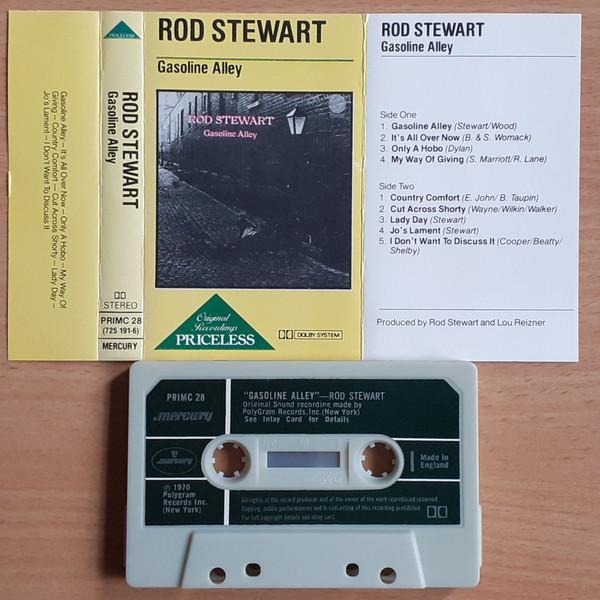 Gasoline Alley – It's All Over Now – Only A Hobo – My Way Of
Giving – Country Comfort – Cut Across Shorty – Lady Day –
Jo's Lament – I Don't Want To Discuss It
PRICELESS
ROD STEWART
Gasoline Alley
STEREO
PRIMC 28
(725 191-6)
MERCURY
ROD STEWART
Gasoline Alley
ROD STEWART
Gasoline Alley
Original
Recordings
PRICELESS
DOLBY SYSTEM
ROD STEWART
Gasoline Alley
Side One
1. Gasoline Alley (Stewart/Wood)
2. It's All Over Now (B. & S. Womack)
3. Only A Hobo (Dylan)
4. My Way Of Giving (S. Marriott/R. Lane)
Side Two
1. Country Comfort (E. John/ B. Taupin)
2. Cut Across Shorty (Wayne/Wilkin/Walker)
3. Lady Day (Stewart)
4. Jo's Lament (Stewart)
5. I Don't Want To Discuss It (Cooper/Beatty/
Shelby)
Produced by Rod Stewart and Lou Reizner
PRIMC 28
mercury
"GASOLINE ALLEY"—ROD STEWART
Original Sound recording made by
PolyGram Records,Inc.(New York)
See Inlay Card for Details
mercury
Made in
England
℗ 1970
Polygram
Records Inc.
(New York)
All rights of the record producer and of the owner of the work reproduced reserved
Copying, public performances and broadcasting of this recording prohibited
For full copyright details see inlay card